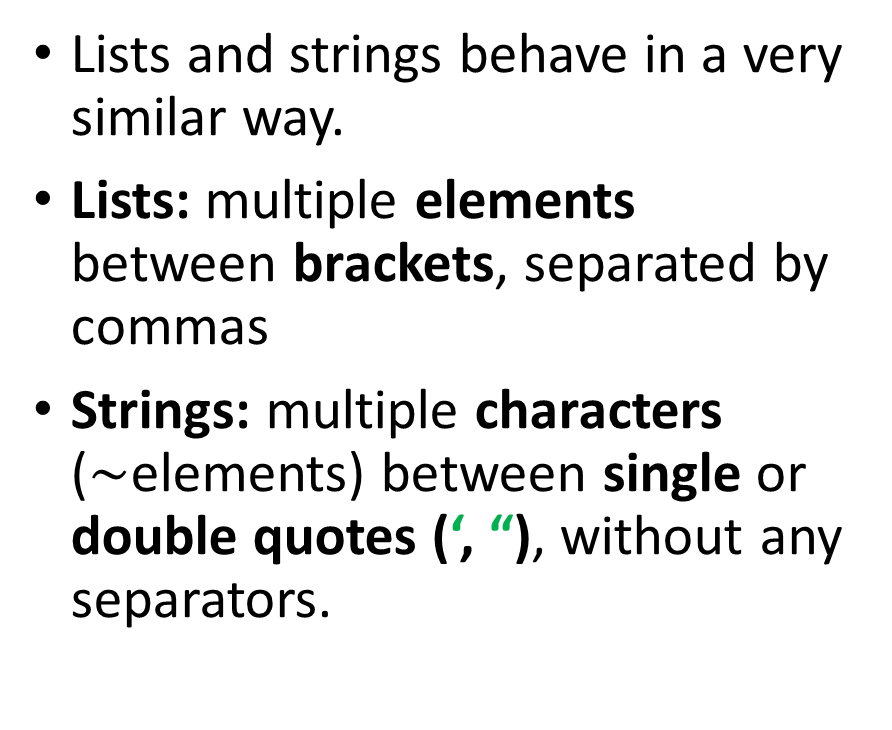 • Lists and strings behave in a very
similar way.
• Lists: multiple elements
between brackets, separated by
commas
• Strings: multiple characters
(~elements) between single or
double quotes (‘, “), without any
separators.